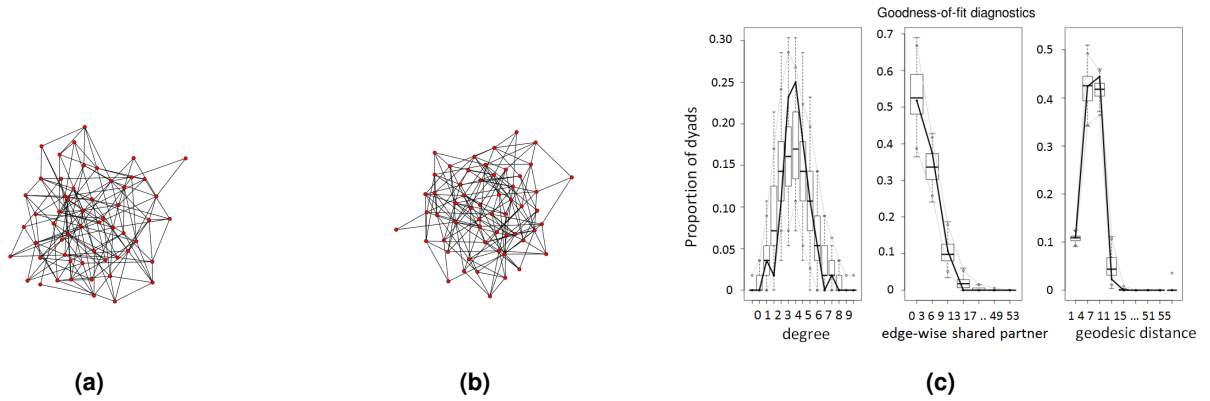 Goodness-of-fit diagnostics
Proportion of dyads
0.30
0.25
0.20
0.15
0.10
0.05
0
0 1 2 3 4 5 6 7 8 9
degree
0.7
0.6
0.5
0.4
0.3
0.2
0.1
0
0 3 6 9 13 17 .. 49 53
edge-wise shared partner
0.5
0.4
0.3
0.2
0.1
0
1 4 7 11 15 ... 51 55
geodesic distance
(a)
(b)
(c)